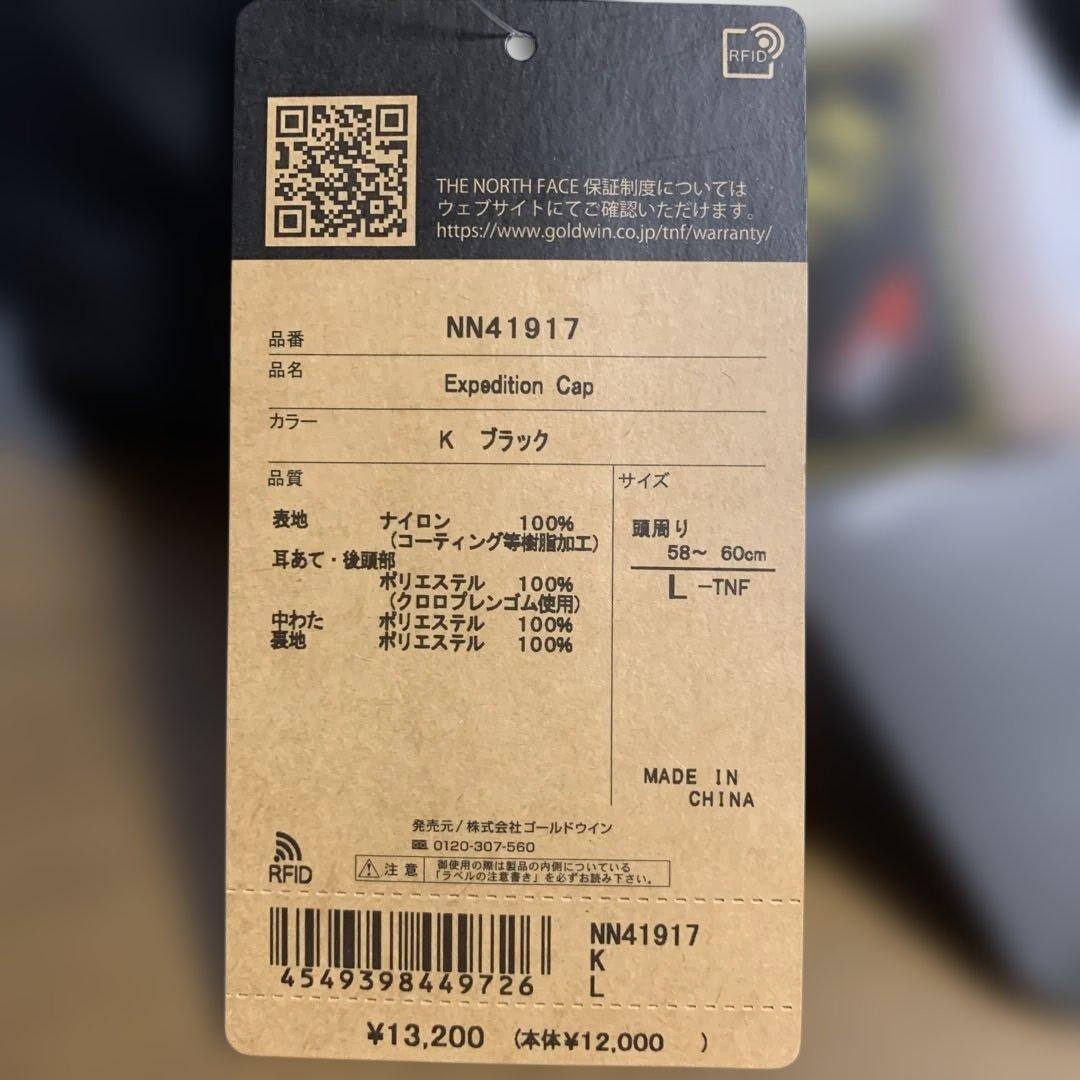 RFID
THE NORTH FACE 保証制度については
ウェブサイトにてご確認いただけます。
https://www.goldwin.co.jp/tnf/warranty/
品番 NN41917
品名 Expedition Cap
カラー K ブラック
品質
表地 ナイロン 100%
(コーティング等樹脂加工)
耳あて・後頭部
ポリエステル 100%
(クロロプレンゴム使用)
中わた ポリエステル 100%
裏地 ポリエステル 100%
サイズ
頭周り
58～ 60cm
L -TNF
MADE IN
CHINA
発売元/株式会社ゴールドウイン
0120-307-560
RFID
注意 御使用の際は製品の内側についている
「ラベルの注意書き」を必ずお読み下さい。
4549398449726
NN41917
K
L
¥13,200 (本体¥12,000 )